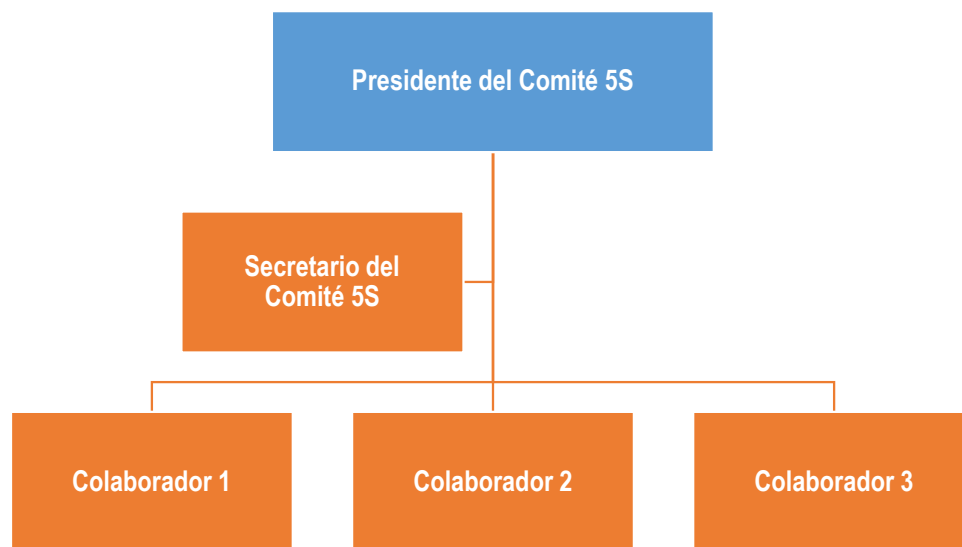 Presidente del Comité 5S
Secretario del
Comité 5S
Colaborador 1
Colaborador 2
Colaborador 3